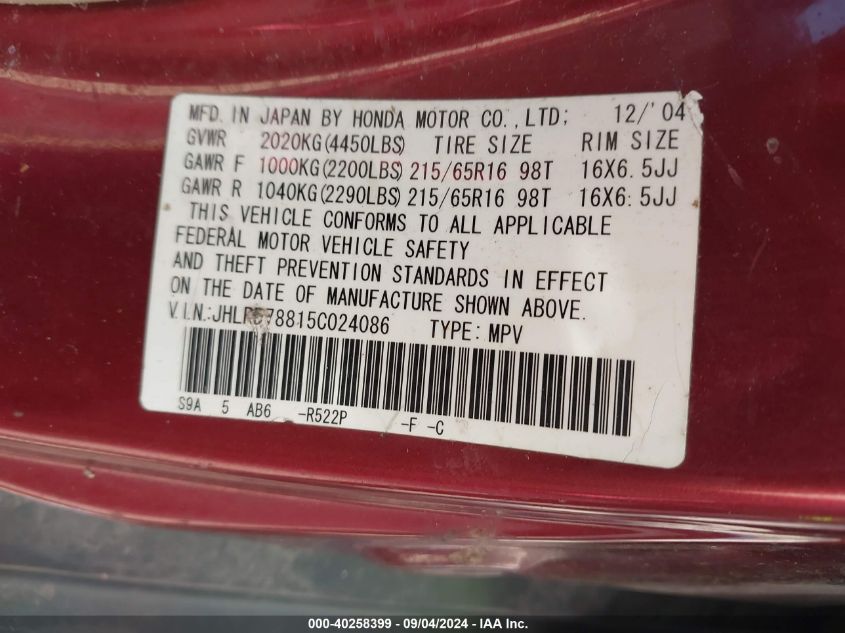 MFD. IN JAPAN BY HONDA MOTOR CO.,LTD; 12/'04
GVWR 2020KG(4450LBS) TIRE SIZE RIM SIZE
GAWR F 1000KG(2200LBS) 215/65R16 98T 16X6.5JJ
GAWR R 1040KG(2290LBS) 215/65R16 98T 16X6.5JJ
THIS VEHICLE CONFORMS TO ALL APPLICABLE
FEDERAL MOTOR VEHICLE SAFETY
AND THEFT PREVENTION STANDARDS IN EFFECT
ON THE DATE OF MANUFACTURE SHOWN ABOVE.
V.I.N.: TYPE: MPV
S9A 5 AB6 -R522P -F -C
000-40258399 - 09/04/2024 - IAA Inc.